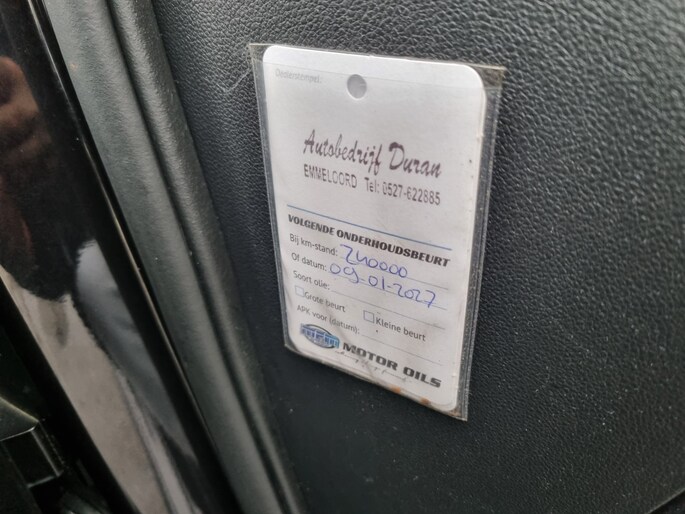 Dealerstempel:
Autobedrijf Duran
EMMELOORD Tel: 0527-622885
VOLGENDE ONDERHOUDSBEURT
Bij km-stand: 240000
Of datum: 09-01-2027
Soort olie:
Grote beurt Kleine beurt
APK voor (datum):
MOTOR OILS